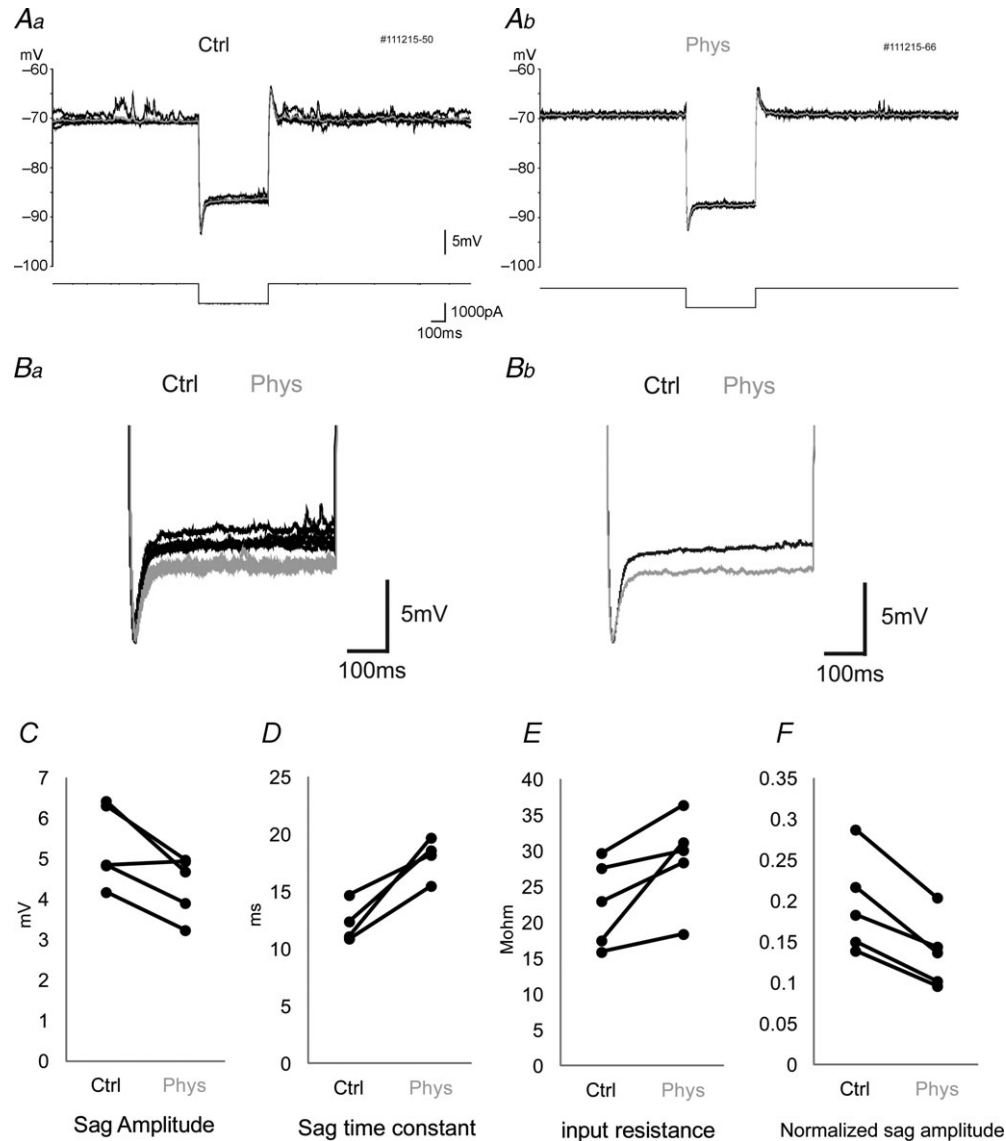 Aa
Ctrl
#111215-50
mV
–60
–70
–80
–90
–100
5mV
1000pA
100ms
Ab
Phys
#111215-66
mV
–60
–70
–80
–90
–100
Ba
Ctrl Phys
5mV
100ms
Bb
Ctrl Phys
5mV
100ms
C
7
6
5
4
3
2
1
0
mV
Ctrl Phys
Sag Amplitude
D
25
20
15
10
5
0
ms
Ctrl Phys
Sag time constant
E
40
35
30
25
20
15
10
5
0
Mohm
Ctrl Phys
input resistance
F
0.35
0.3
0.25
0.2
0.15
0.1
0.05
0
Ctrl Phys
Normalized sag amplitude